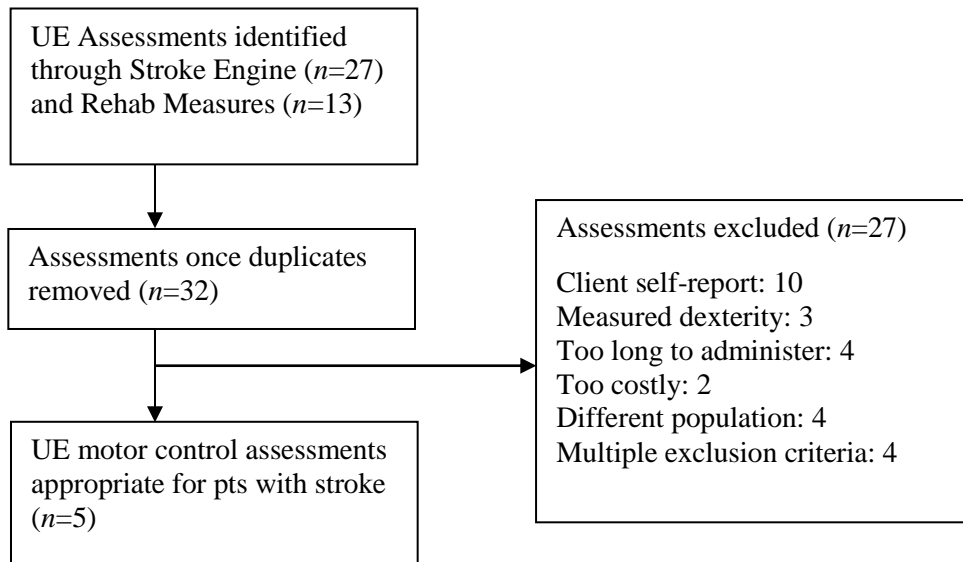 UE Assessments identified
through Stroke Engine (n=27)
and Rehab Measures (n=13)
Assessments once duplicates
removed (n=32)
Assessments excluded (n=27)
Client self-report: 10
Measured dexterity: 3
Too long to administer: 4
Too costly: 2
Different population: 4
Multiple exclusion criteria: 4
UE motor control assessments
appropriate for pts with stroke
(n=5)